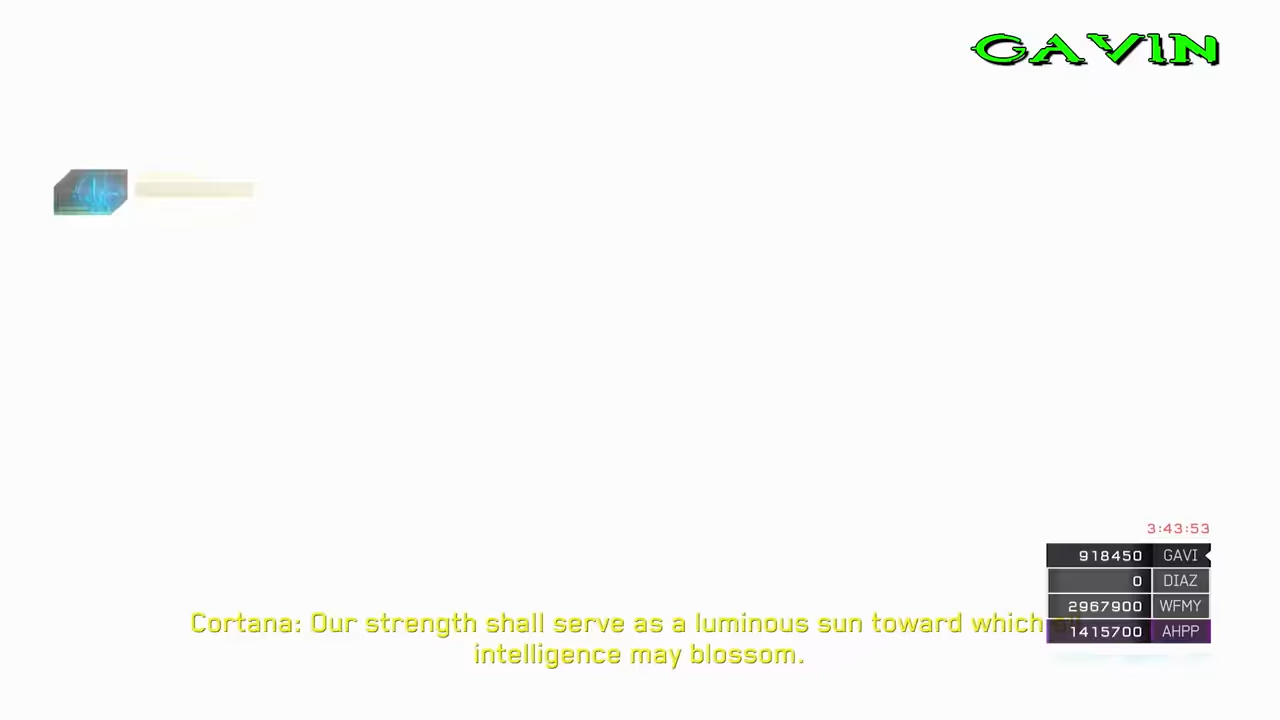 GAVIN
3:43:53
918450 GAVI
0 DIAZ
2967900 WFMY
1415700 AHPP
Cortana: Our strength shall serve as a luminous sun toward which
intelligence may blossom.